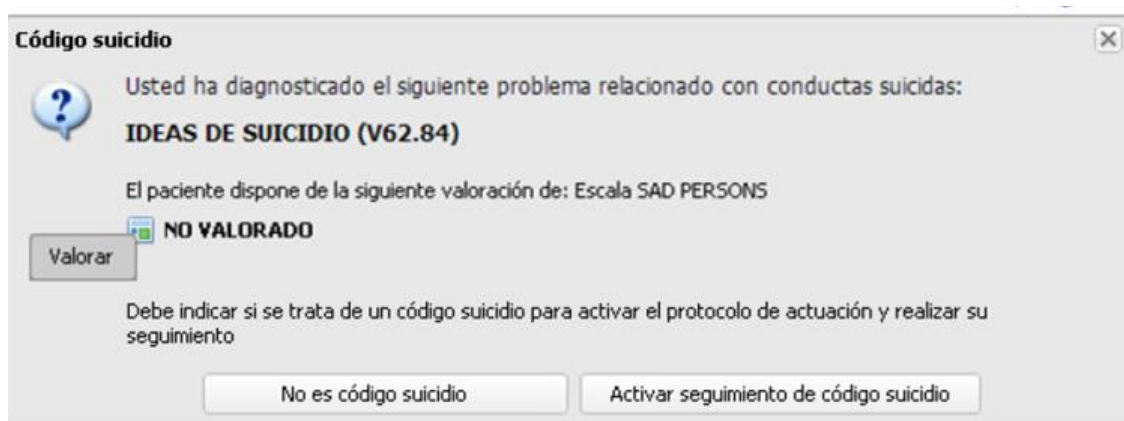 Código suicidio
Usted ha diagnosticado el siguiente problema relacionado con conductas suicidas:
IDEAS DE SUICIDIO (V62.84)
El paciente dispone de la siguiente valoración de: Escala SAD PERSONS
NO VALORADO
Valorar
Debe indicar si se trata de un código suicidio para activar el protocolo de actuación y realizar su
seguimiento
No es código suicidio
Activar seguimiento de código suicidio